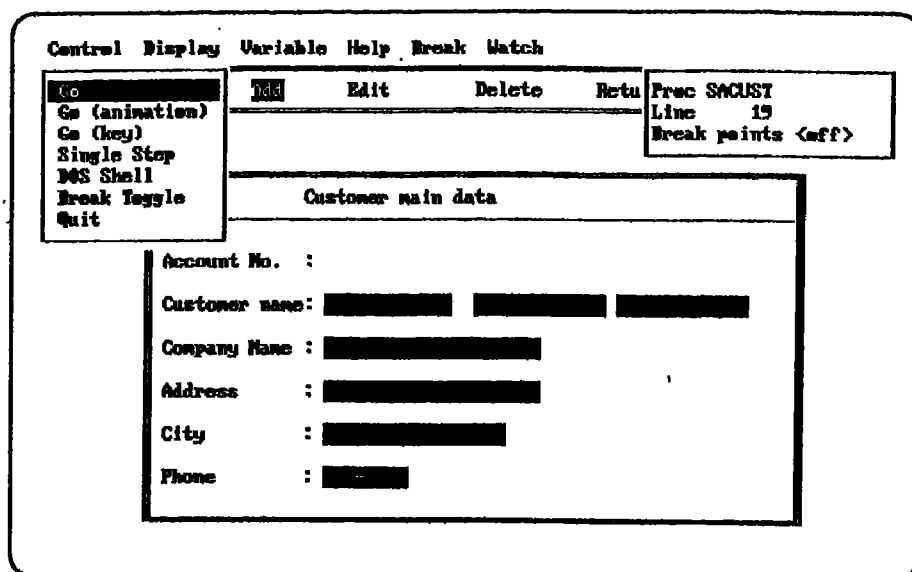 Control Display Variable Help Break Watch
Go
Go (animation)
Go (key)
Single Step
DOS Shell
Break Toggle
Quit
Add Edit Delete Retu
Proc SACUST
Line 19
Break points <off>
Customer main data
Account No. :
Customer name:
Company Name :
Address :
City :
Phone :